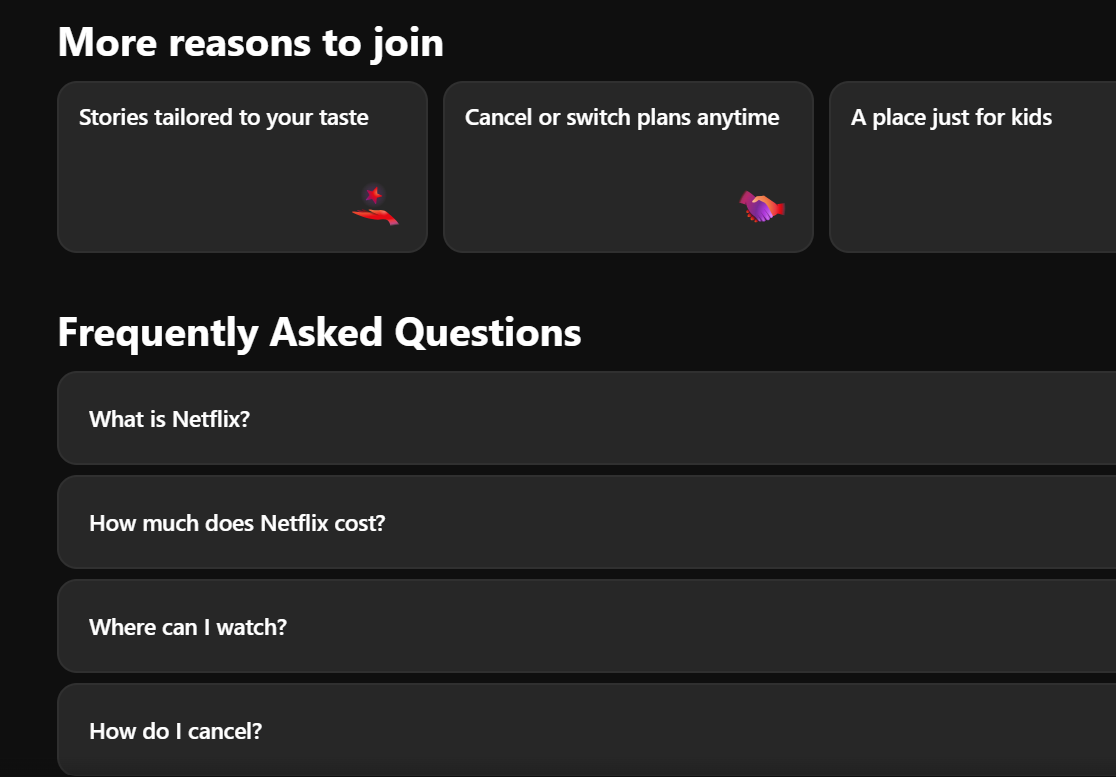 More reasons to join
Stories tailored to your taste
Cancel or switch plans anytime
A place just for kids
Frequently Asked Questions
What is Netflix?
How much does Netflix cost?
Where can I watch?
How do I cancel?